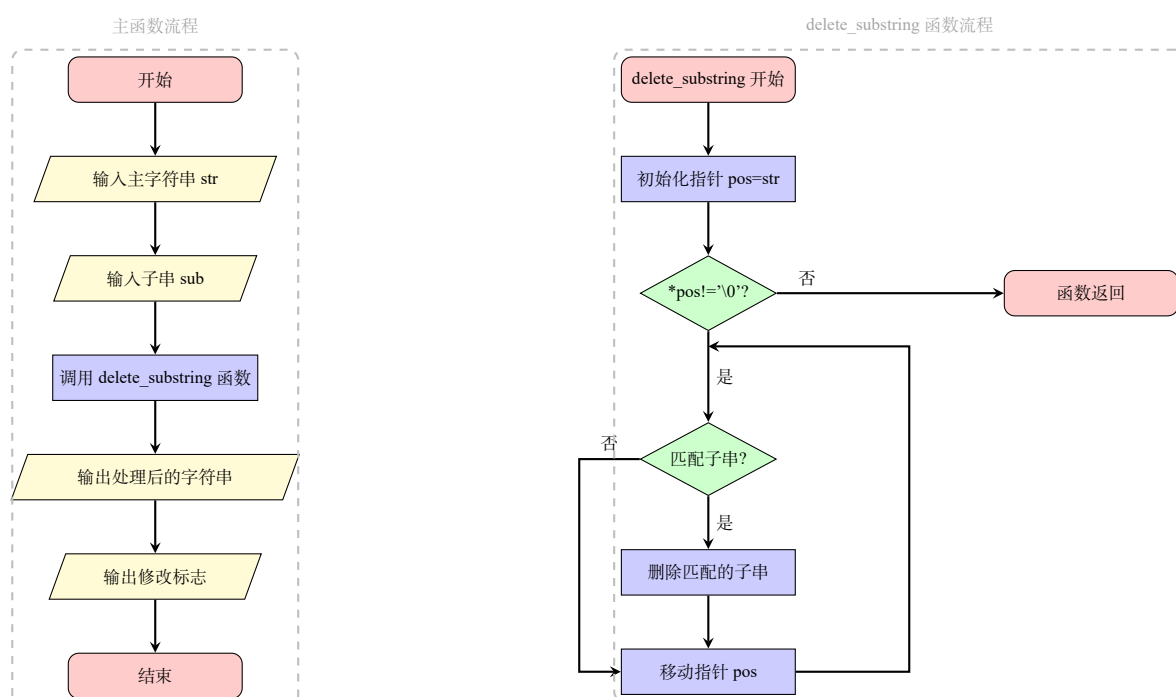 主函数流程
开始
输入主字符串 str
输入子串 sub
调用 delete_substring 函数
输出处理后的字符串
输出修改标志
结束
delete_substring 函数流程
delete_substring 开始
初始化指针 pos=str
*pos!=’\0’?
否
函数返回
是
匹配子串?
否
是
删除匹配的子串
移动指针 pos